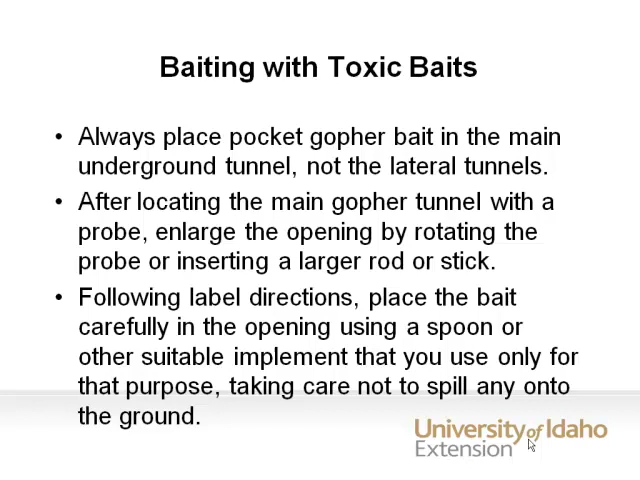 Baiting with Toxic Baits
• Always place pocket gopher bait in the main
underground tunnel, not the lateral tunnels.
• After locating the main gopher tunnel with a
probe, enlarge the opening by rotating the
probe or inserting a larger rod or stick.
• Following label directions, place the bait
carefully in the opening using a spoon or
other suitable implement that you use only for
that purpose, taking care not to spill any onto
the ground.
University of Idaho
Extension